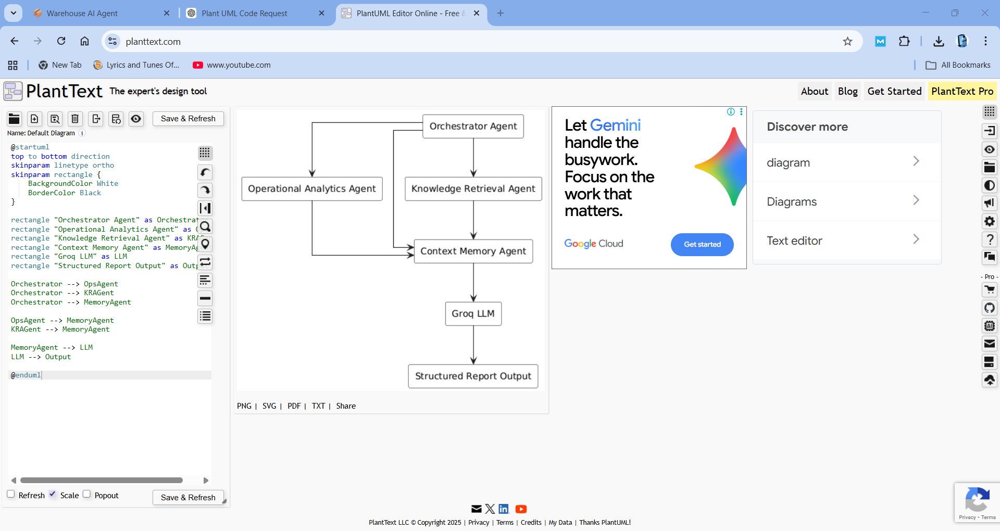 Warehouse AI Agent
Plant UML Code Request
PlantUML Editor Online - Free &
planttext.com
New Tab
Lyrics and Tunes Of...
www.youtube.com
All Bookmarks
PlantText
The expert's design tool
About
Blog
Get Started
PlantText Pro
Save & Refresh
Name: Default Diagram
@startuml
top to bottom direction
skinparam linetype ortho
skinparam rectangle {
BackgroundColor White
BorderColor Black
}
rectangle "Orchestrator Agent" as Orchestrat
rectangle "Operational Analytics Agent" as
rectangle "Knowledge Retrieval Agent" as KRAG
rectangle "Context Memory Agent" as MemoryAg
rectangle "Groq LLM" as LLM
rectangle "Structured Report Output" as Outp
Orchestrator --> OpsAgent
Orchestrator --> KRAGent
Orchestrator --> MemoryAgent
OpsAgent --> MemoryAgent
KRAGent --> MemoryAgent
MemoryAgent --> LLM
LLM --> Output
@enduml
Refresh
Scale
Popout
Save & Refresh
Orchestrator Agent
Operational Analytics Agent
Knowledge Retrieval Agent
Context Memory Agent
Groq LLM
Structured Report Output
PNG | SVG | PDF | TXT | Share
Let Gemini
handle the
busywork.
Focus on the
work that
matters.
Google Cloud
Get started
Discover more
diagram
Diagrams
Text editor
- Pro -
AI
PlantText LLC © Copyright 2025 | Privacy | Terms | Credits | My Data | Thanks PlantUML!
Privacy - Terms